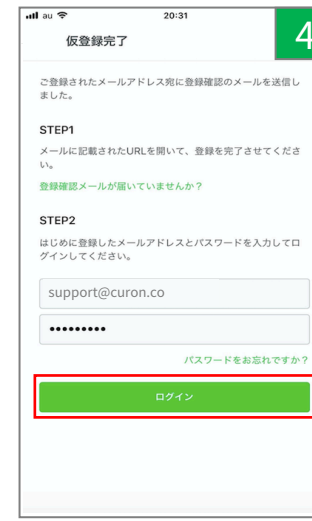 au 20:31
4
仮登録完了
ご登録されたメールアドレス宛に登録確認のメールを送信し
ました。
STEP1
メールに記載されたURLを開いて、登録を完了させてくださ
い。
登録確認メールが届いていませんか？
STEP2
はじめに登録したメールアドレスとパスワードを入力してロ
グインしてください。
support@curon.co
•••••••••
パスワードをお忘れですか？
ログイン